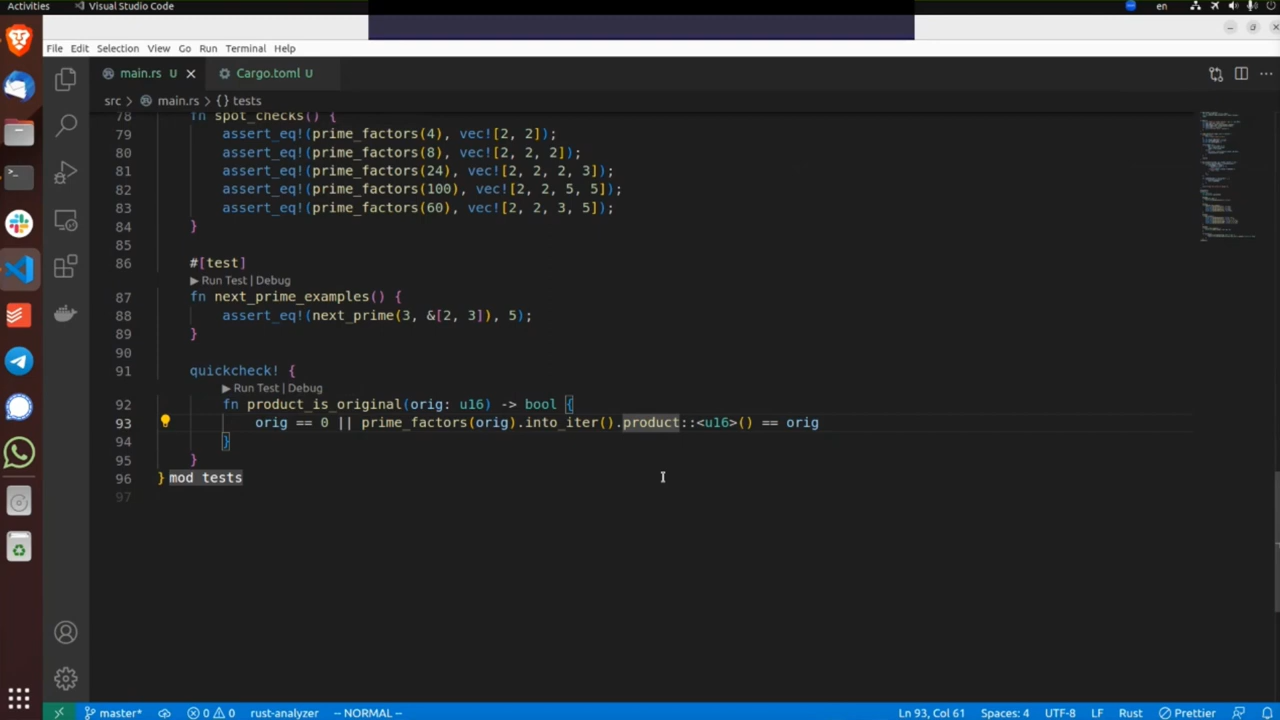 Activities
Visual Studio Code
en
File Edit Selection View Go Run Terminal Help
main.rs U
Cargo.toml U
src > main.rs > {} tests
78 fn spot_checks() {
79 assert_eq!(prime_factors(4), vec![2, 2]);
80 assert_eq!(prime_factors(8), vec![2, 2, 2]);
81 assert_eq!(prime_factors(24), vec![2, 2, 2, 3]);
82 assert_eq!(prime_factors(100), vec![2, 2, 5, 5]);
83 assert_eq!(prime_factors(60), vec![2, 2, 3, 5]);
84 }
85
86 #[test]
▶ Run Test | Debug
87 fn next_prime_examples() {
88 assert_eq!(next_prime(3, &[2, 3]), 5);
89 }
90
91 quickcheck! {
▶ Run Test | Debug
92 fn product_is_original(orig: u16) -> bool {
93 orig == 0 || prime_factors(orig).into_iter().product::<u16>() == orig
94 }
95 }
96 } mod tests
97
master* 0 0 rust-analyzer -- NORMAL -- Ln 93, Col 61 Spaces: 4 UTF-8 LF Rust Prettier